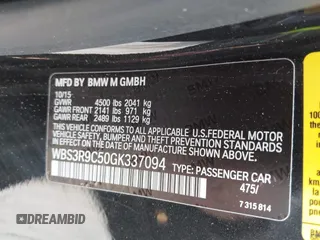 MFD BY BMW M GMBH
10/15
GVWR 4500 lbs 2041 kg
GAWR FRONT 2141 lbs 971 kg
GAWR REAR 2489 lbs 1129 kg
THIS VEHICLE CONFORMS TO ALL APPLICABLE
U.S. FEDERAL MOTOR
VEHICLE SAFETY, BUMPER, AND THEFT PREVENTION
STANDARDS IN EFFECT ON THE DATE OF
MANUFACTURE SHOWN ABOVE.
WBS3R9C50GK337094 TYPE: PASSENGER CAR
475/
7 315 814
DREAMBID